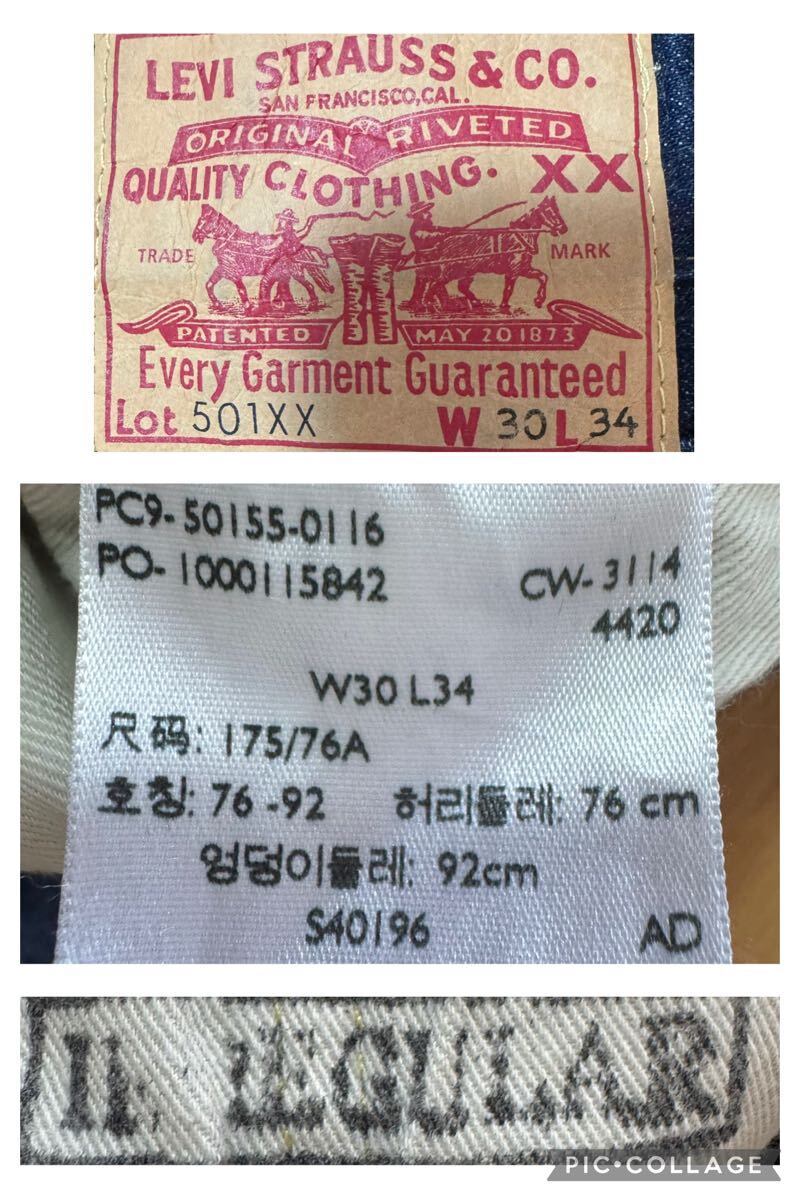 LEVI STRAUSS & CO.
SAN FRANCISCO, CAL.
ORIGINAL RIVETED
QUALITY CLOTHING. XX
TRADE MARK
PATENTED MAY 20 1873
Every Garment Guaranteed
Lot 501XX W 30 L 34
PC9-50155-0116
PO-1000115842 CW-3114
4420
W30 L34
尺码: 175/76A
호칭: 76-92 허리둘레: 76 cm
엉덩이둘레: 92cm
S40196 AD
REGULAR
PIC•COLLAGE